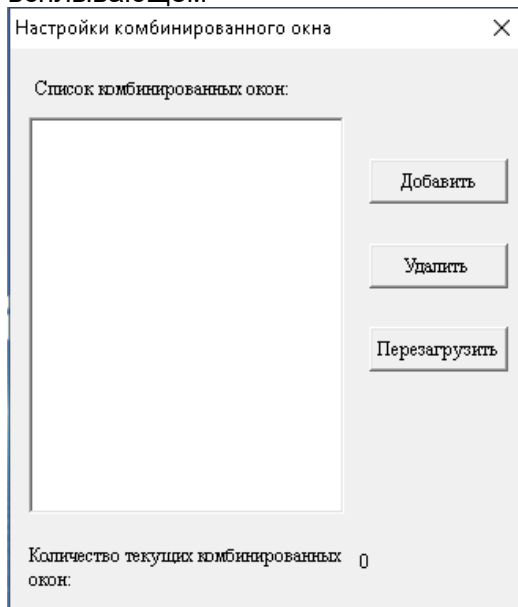 Настройки комбинированного окна
Список комбинированных окон:
Добавить
Удалить
Перезагрузить
Количество текущих комбинированных 0
окон: